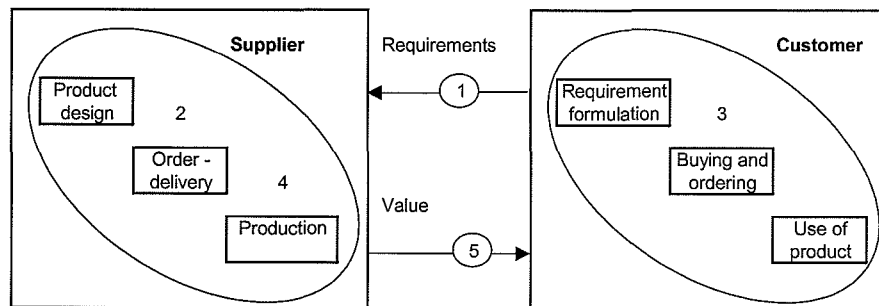 Supplier
Requirements
Customer
Product
design
2
1
Requirement
formulation
3
Order -
delivery
4
Buying and
ordering
Value
Production
5
Use of
product